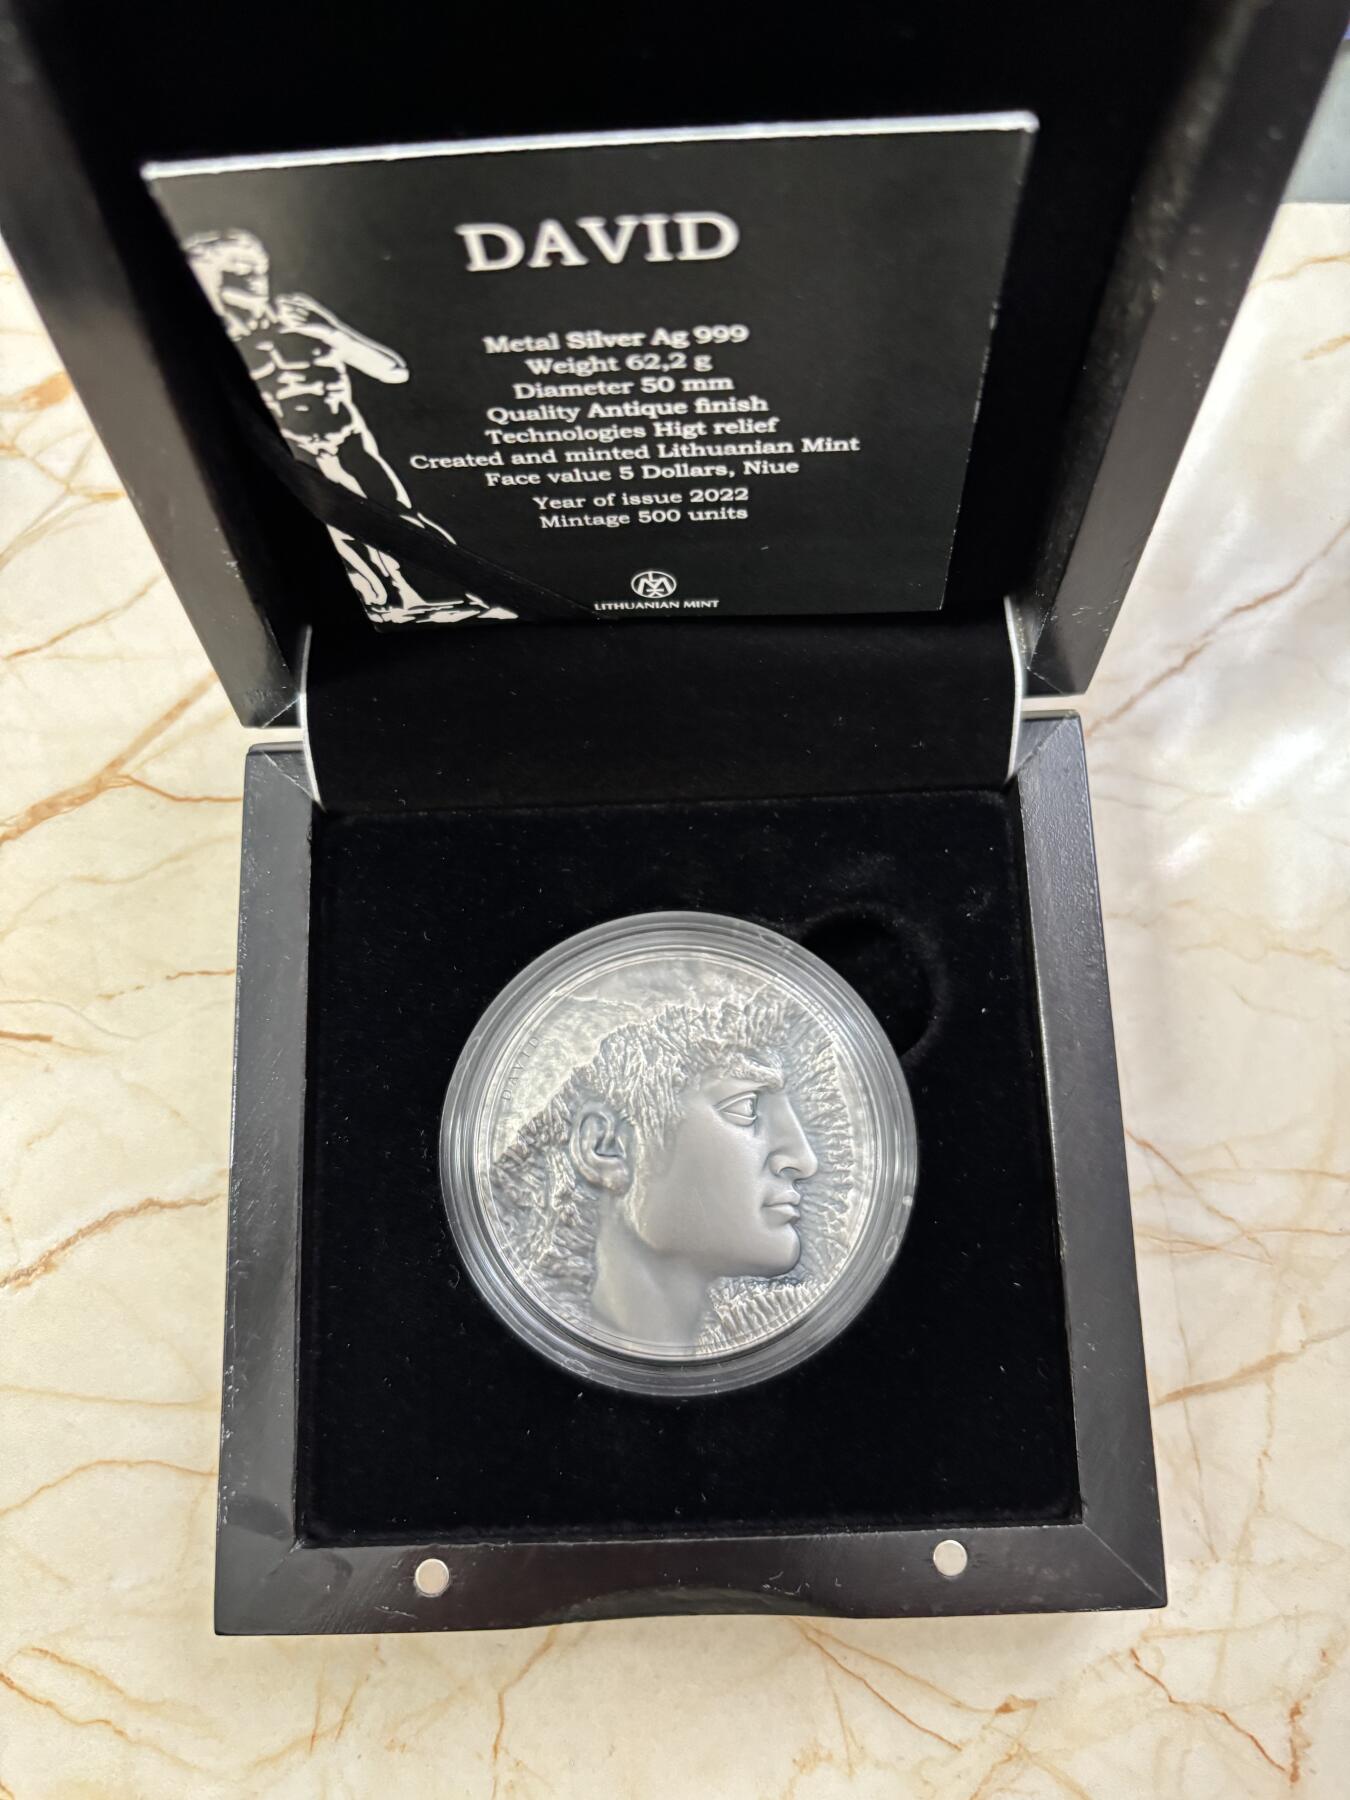 DAVID
Metal Silver Ag 999
Weight 62,2 g
Diameter 50 mm
Quality Antique finish
Technologies Higt relief
Created and minted Lithuanian Mint
Face value 5 Dollars, Niue
Year of issue 2022
Mintage 500 units
LITHUANIAN MINT
DAVID